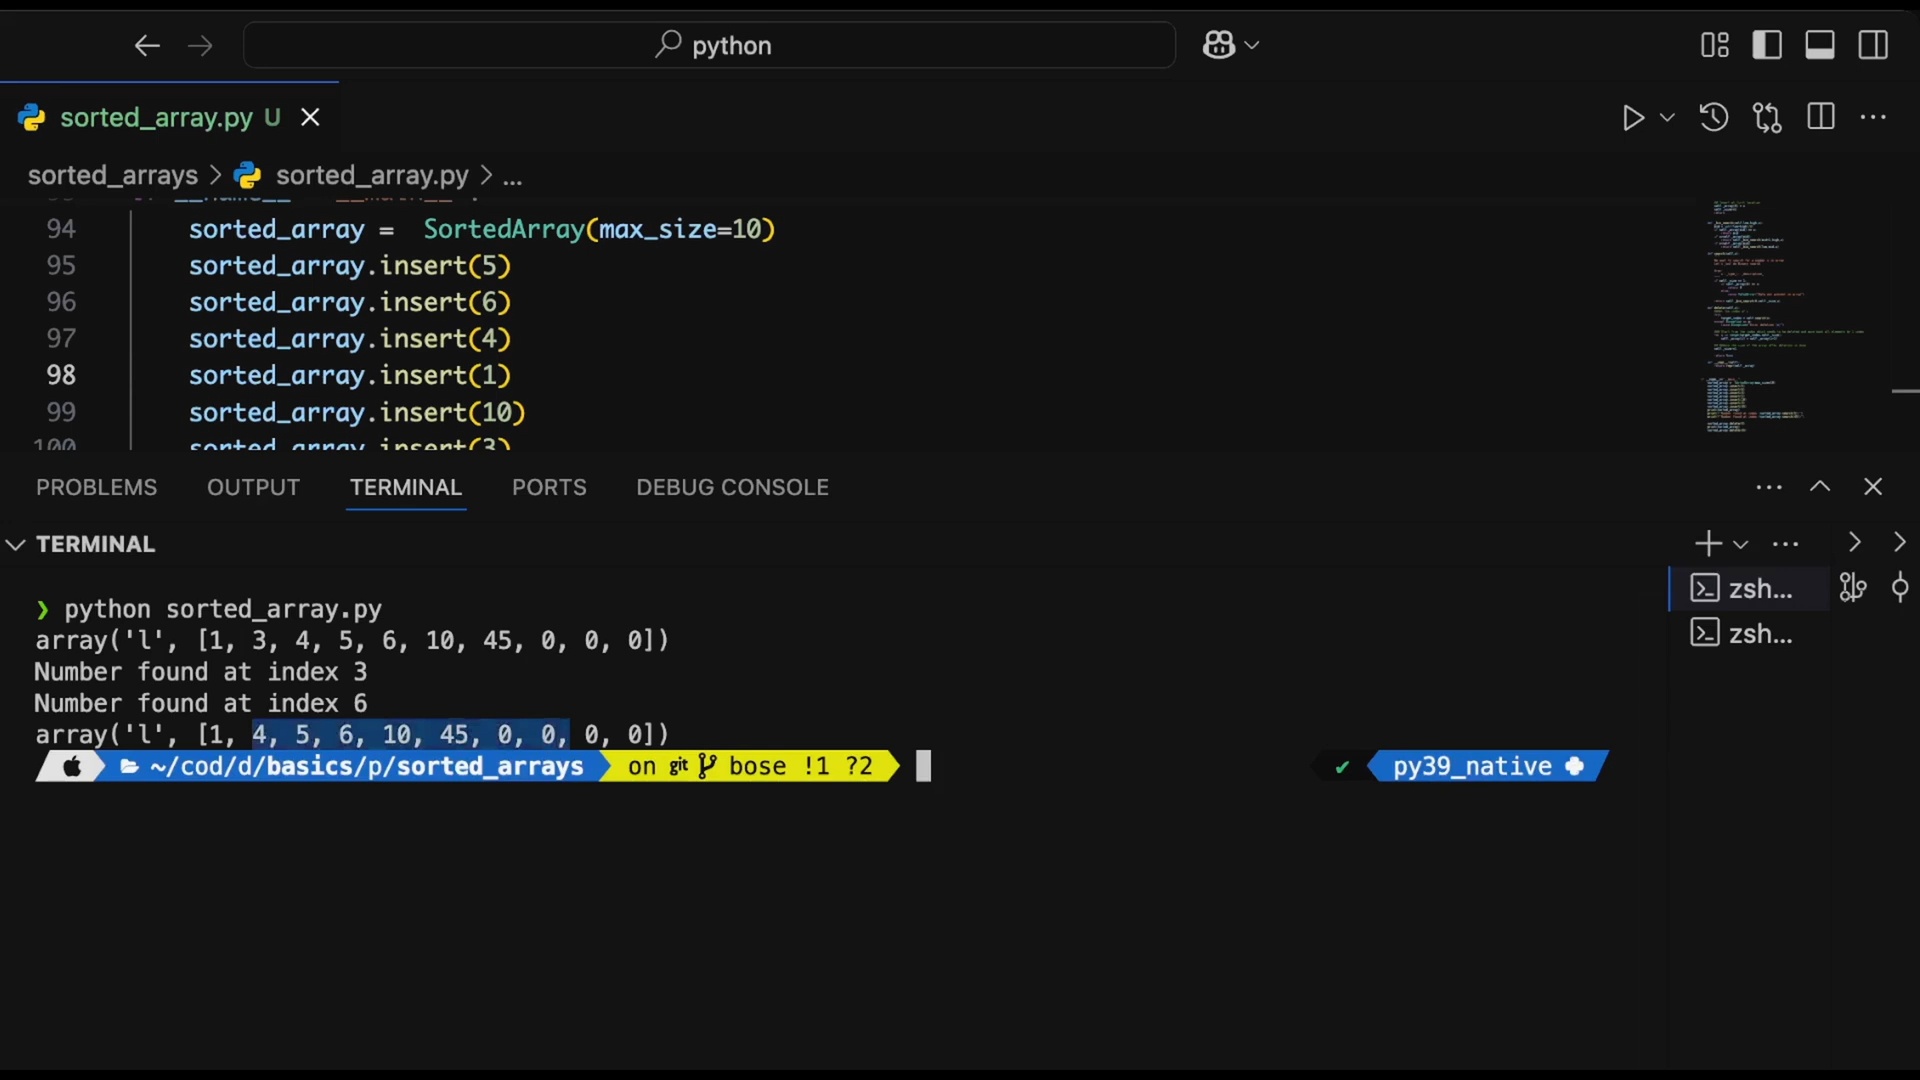 python
sorted_array.py U
sorted_arrays > sorted_array.py > ...
94 sorted_array = SortedArray(max_size=10)
95 sorted_array.insert(5)
96 sorted_array.insert(6)
97 sorted_array.insert(4)
98 sorted_array.insert(1)
99 sorted_array.insert(10)
100 sorted_array.insert(3)
PROBLEMS OUTPUT TERMINAL PORTS DEBUG CONSOLE
TERMINAL
❯ python sorted_array.py
array('l', [1, 3, 4, 5, 6, 10, 45, 0, 0, 0])
Number found at index 3
Number found at index 6
array('l', [1, 4, 5, 6, 10, 45, 0, 0, 0, 0])
~/cod/d/basics/p/sorted_arrays on git bose !1 ?2
✔ py39_native
zsh...
zsh...